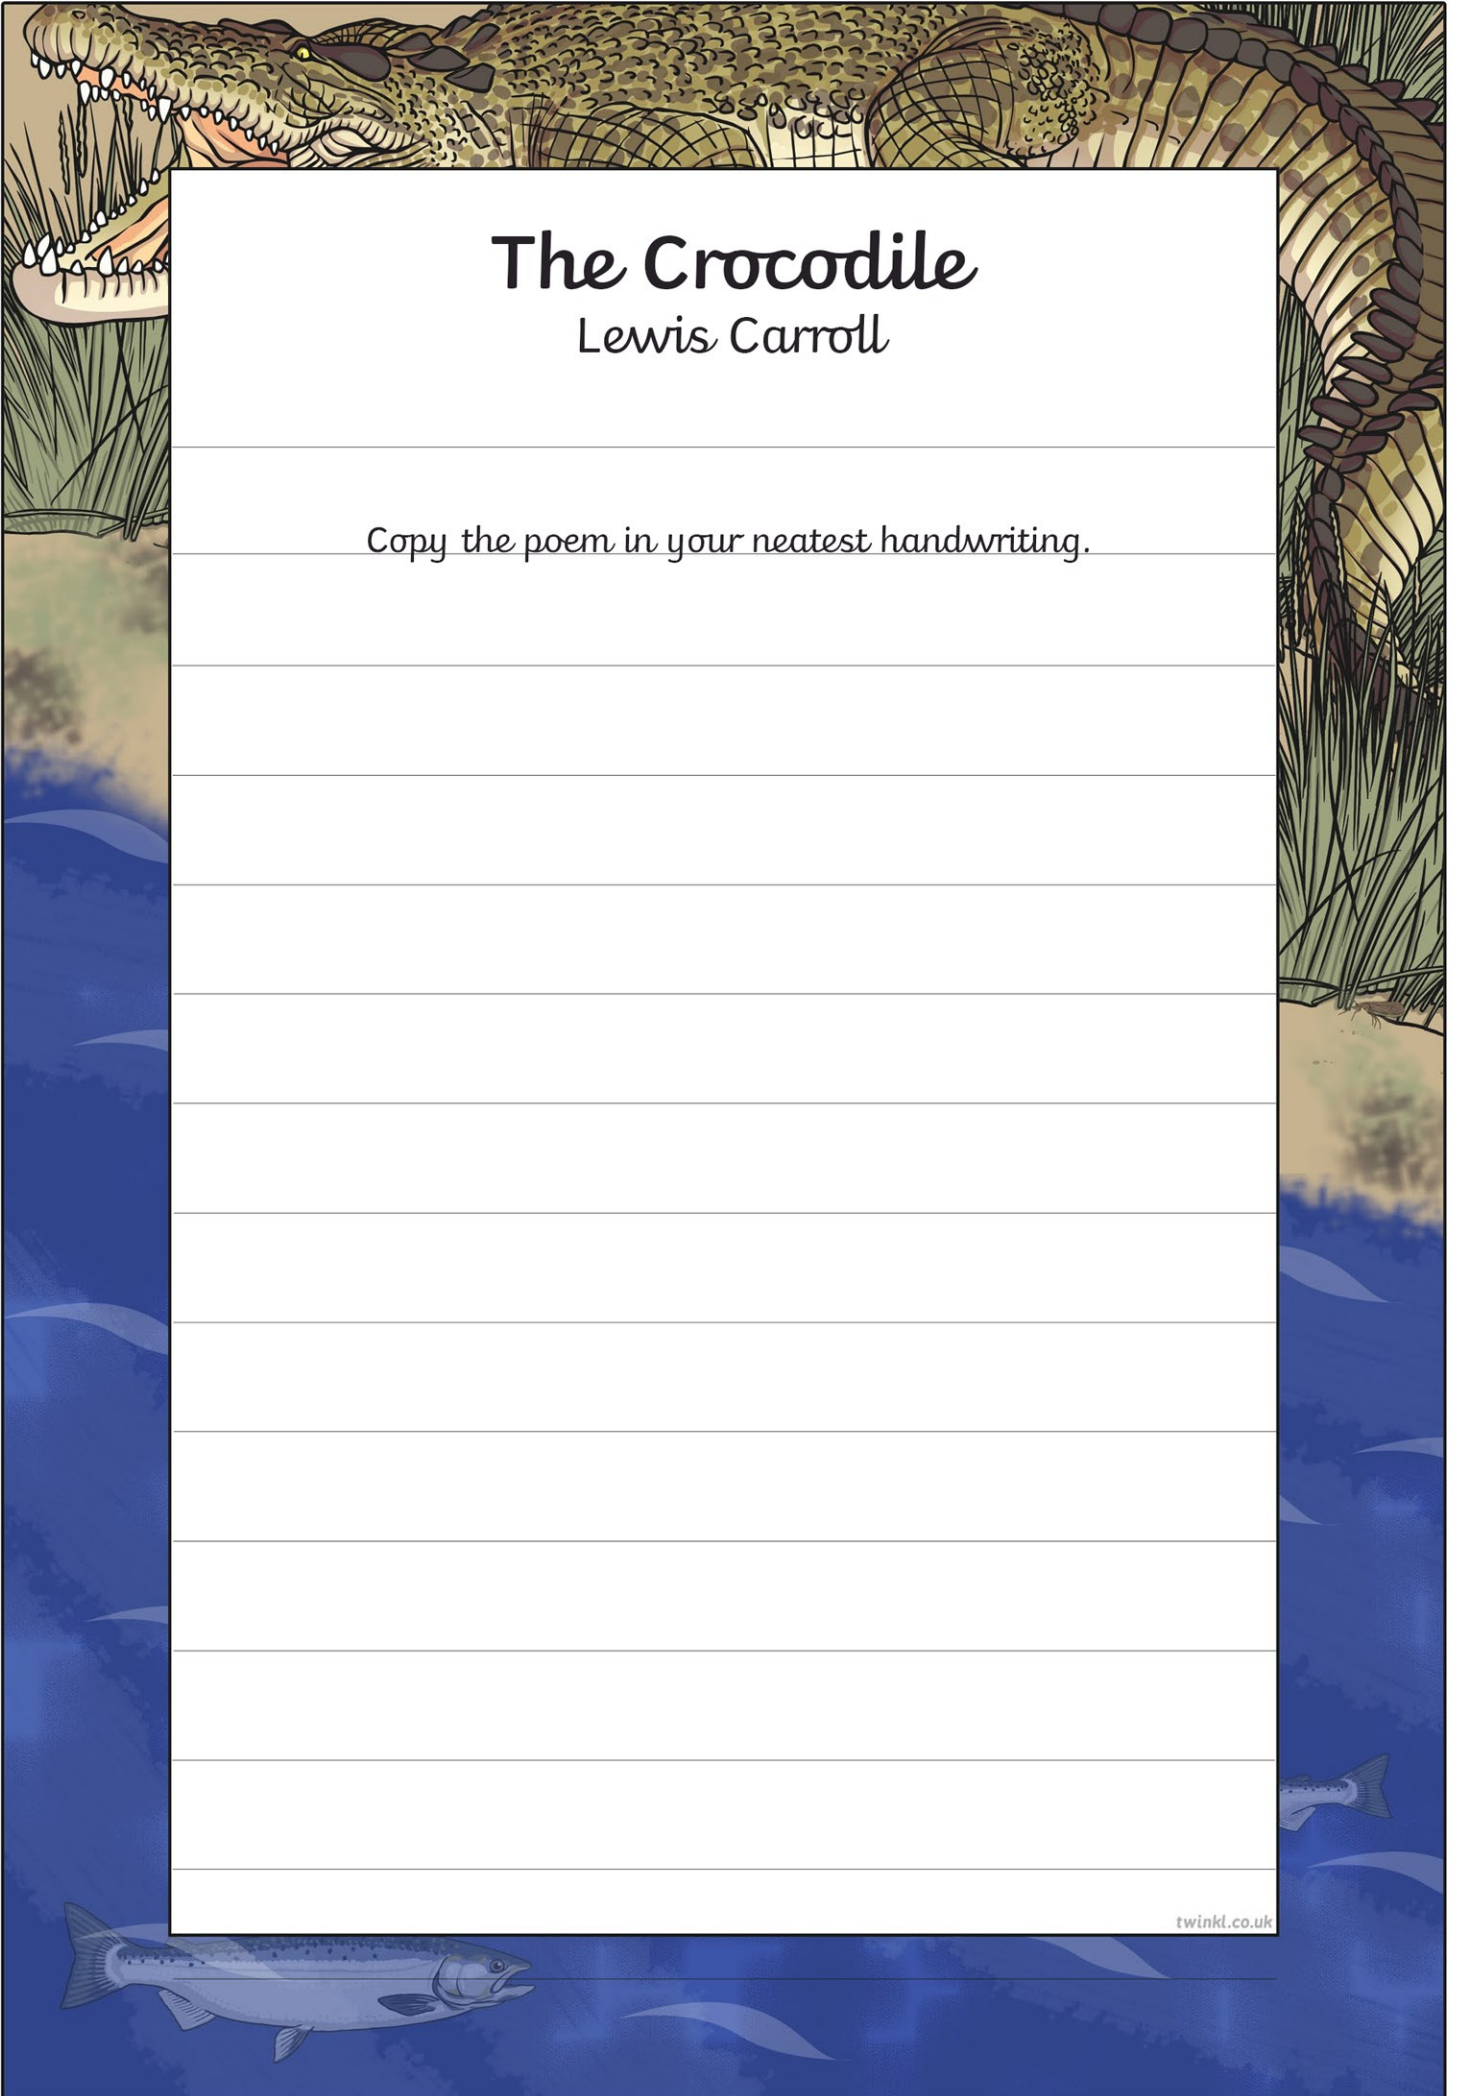 The Crocodile
Lewis Carroll
Copy the poem in your neatest handwriting.
twinkl.co.uk